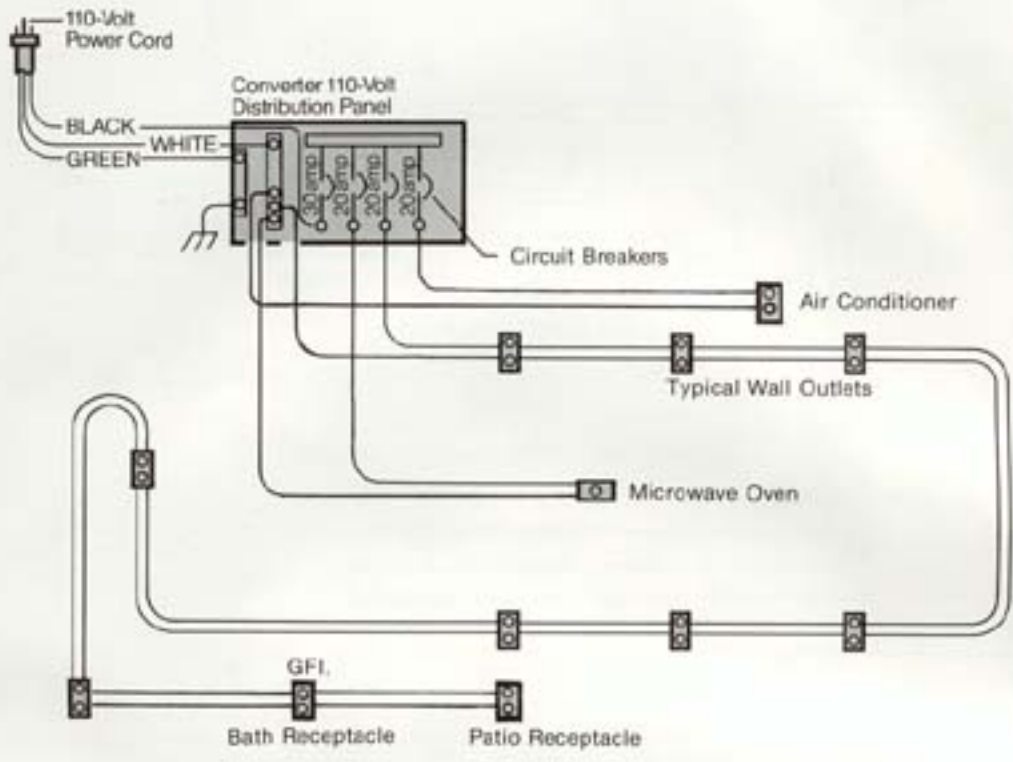 110-Volt
Power Cord
Converter 110-Volt
Distribution Panel
BLACK
WHITE
GREEN
30 amp
20 amp
20 amp
20 amp
Circuit Breakers
Air Conditioner
Typical Wall Outlets
Microwave Oven
GFI.
Bath Receptacle
Patio Receptacle